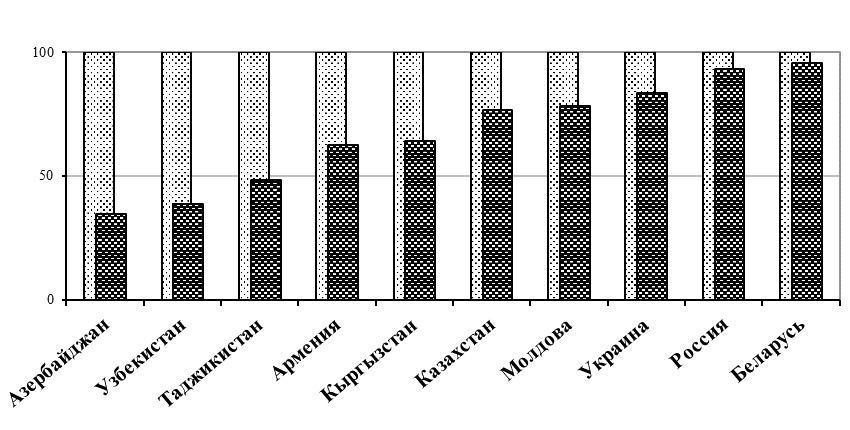 100
50
0
Азербайджан
Узбекистан
Таджикистан
Армения
Кыргызстан
Казахстан
Молдова
Украина
Россия
Беларусь